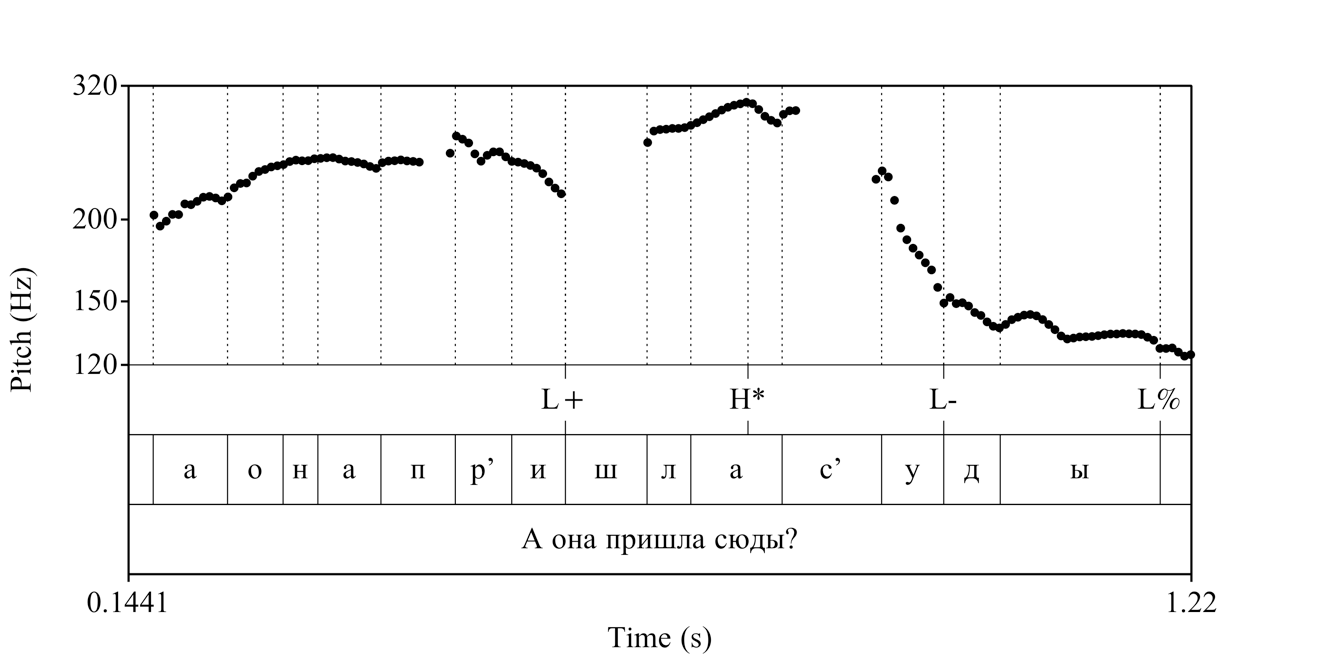 320
200
150
120
Pitch (Hz)
L+ H* L- L%
а о н а п р’ и ш л а с’ у д ы
А она пришла сюды?
0.1441 1.22
Time (s)